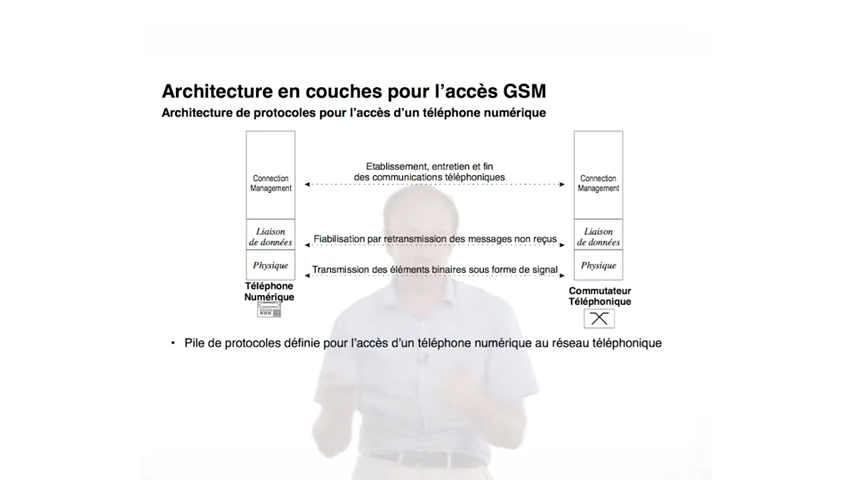 Architecture en couches pour l'accès GSM
Architecture de protocoles pour l'accès d'un téléphone numérique
Connection
Management
Etablissement, entretien et fin
des communications téléphoniques
Connection
Management
Liaison
de données
Fiabilisation par retransmission des messages non reçus
Liaison
de données
Physique
Transmission des éléments binaires sous forme de signal
Physique
Téléphone
Numérique
Commutateur
Téléphonique
• Pile de protocoles définie pour l'accès d'un téléphone numérique au réseau téléphonique